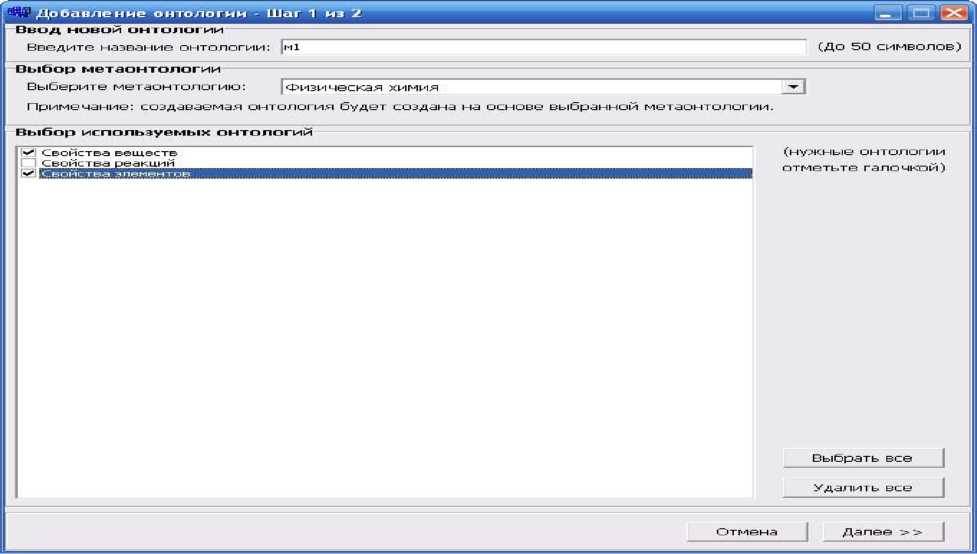 Добавление онтологии - Шаг 1 из 2
Ввод новой онтологии
Введите название онтологии: м1 (До 50 символов)
Выбор метаонтологии
Выберите метаонтологию: Физическая химия
Примечание: создаваемая онтология будет создана на основе выбранной метаонтологии.
Выбор используемых онтологий
Свойства веществ
Свойства реакций
Свойства элементов
(нужные онтологии
отметьте галочкой)
Выбрать все
Удалить все
Отмена Далее >>